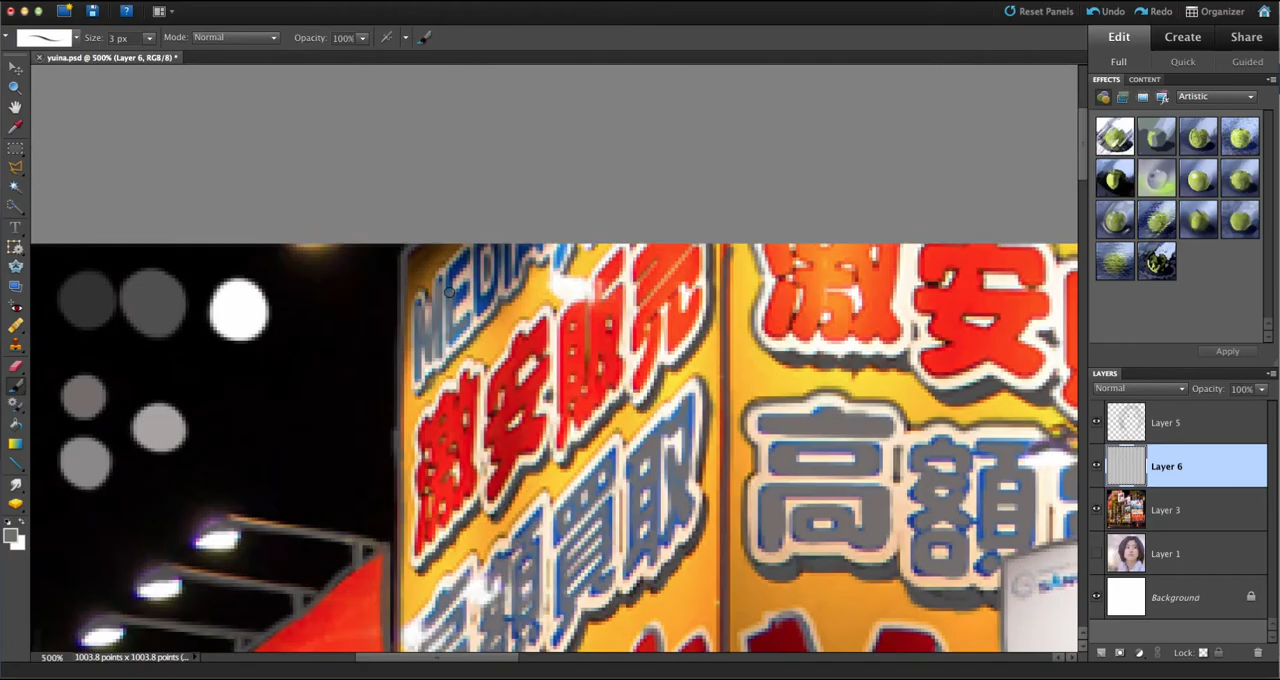 Reset Panels Undo Redo Organizer
Size: 3 px Mode: Normal Opacity: 100%
Edit Create Share
yuina.psd @ 500% (Layer 6, RGB/8) *
Full Quick Guided
EFFECTS CONTENT
Artistic
MEDIA
激安販売
激安
高額買取
高額
Apply
LAYERS
Normal Opacity: 100%
Layer 5
Layer 6
Layer 3
Layer 1
Background
Lock:
500% 1003.8 points x 1003.8 points (...